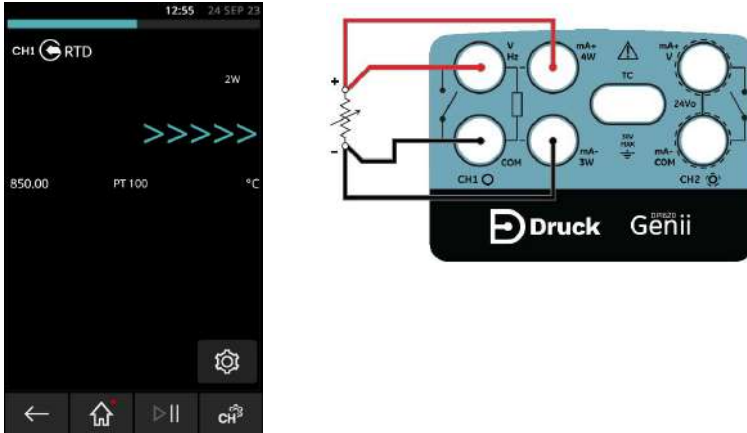 12:55 24 SEP 23
CH1 RTD
2W
>>>>>
850.00 PT 100 °C
CH
V
Hz
mA+
4W
TC
mA+
V
24Vo
COM
mA-
3W
30V
MAX
mA-
COM
CH1
CH2
Druck
DPI620
Genii
+
-